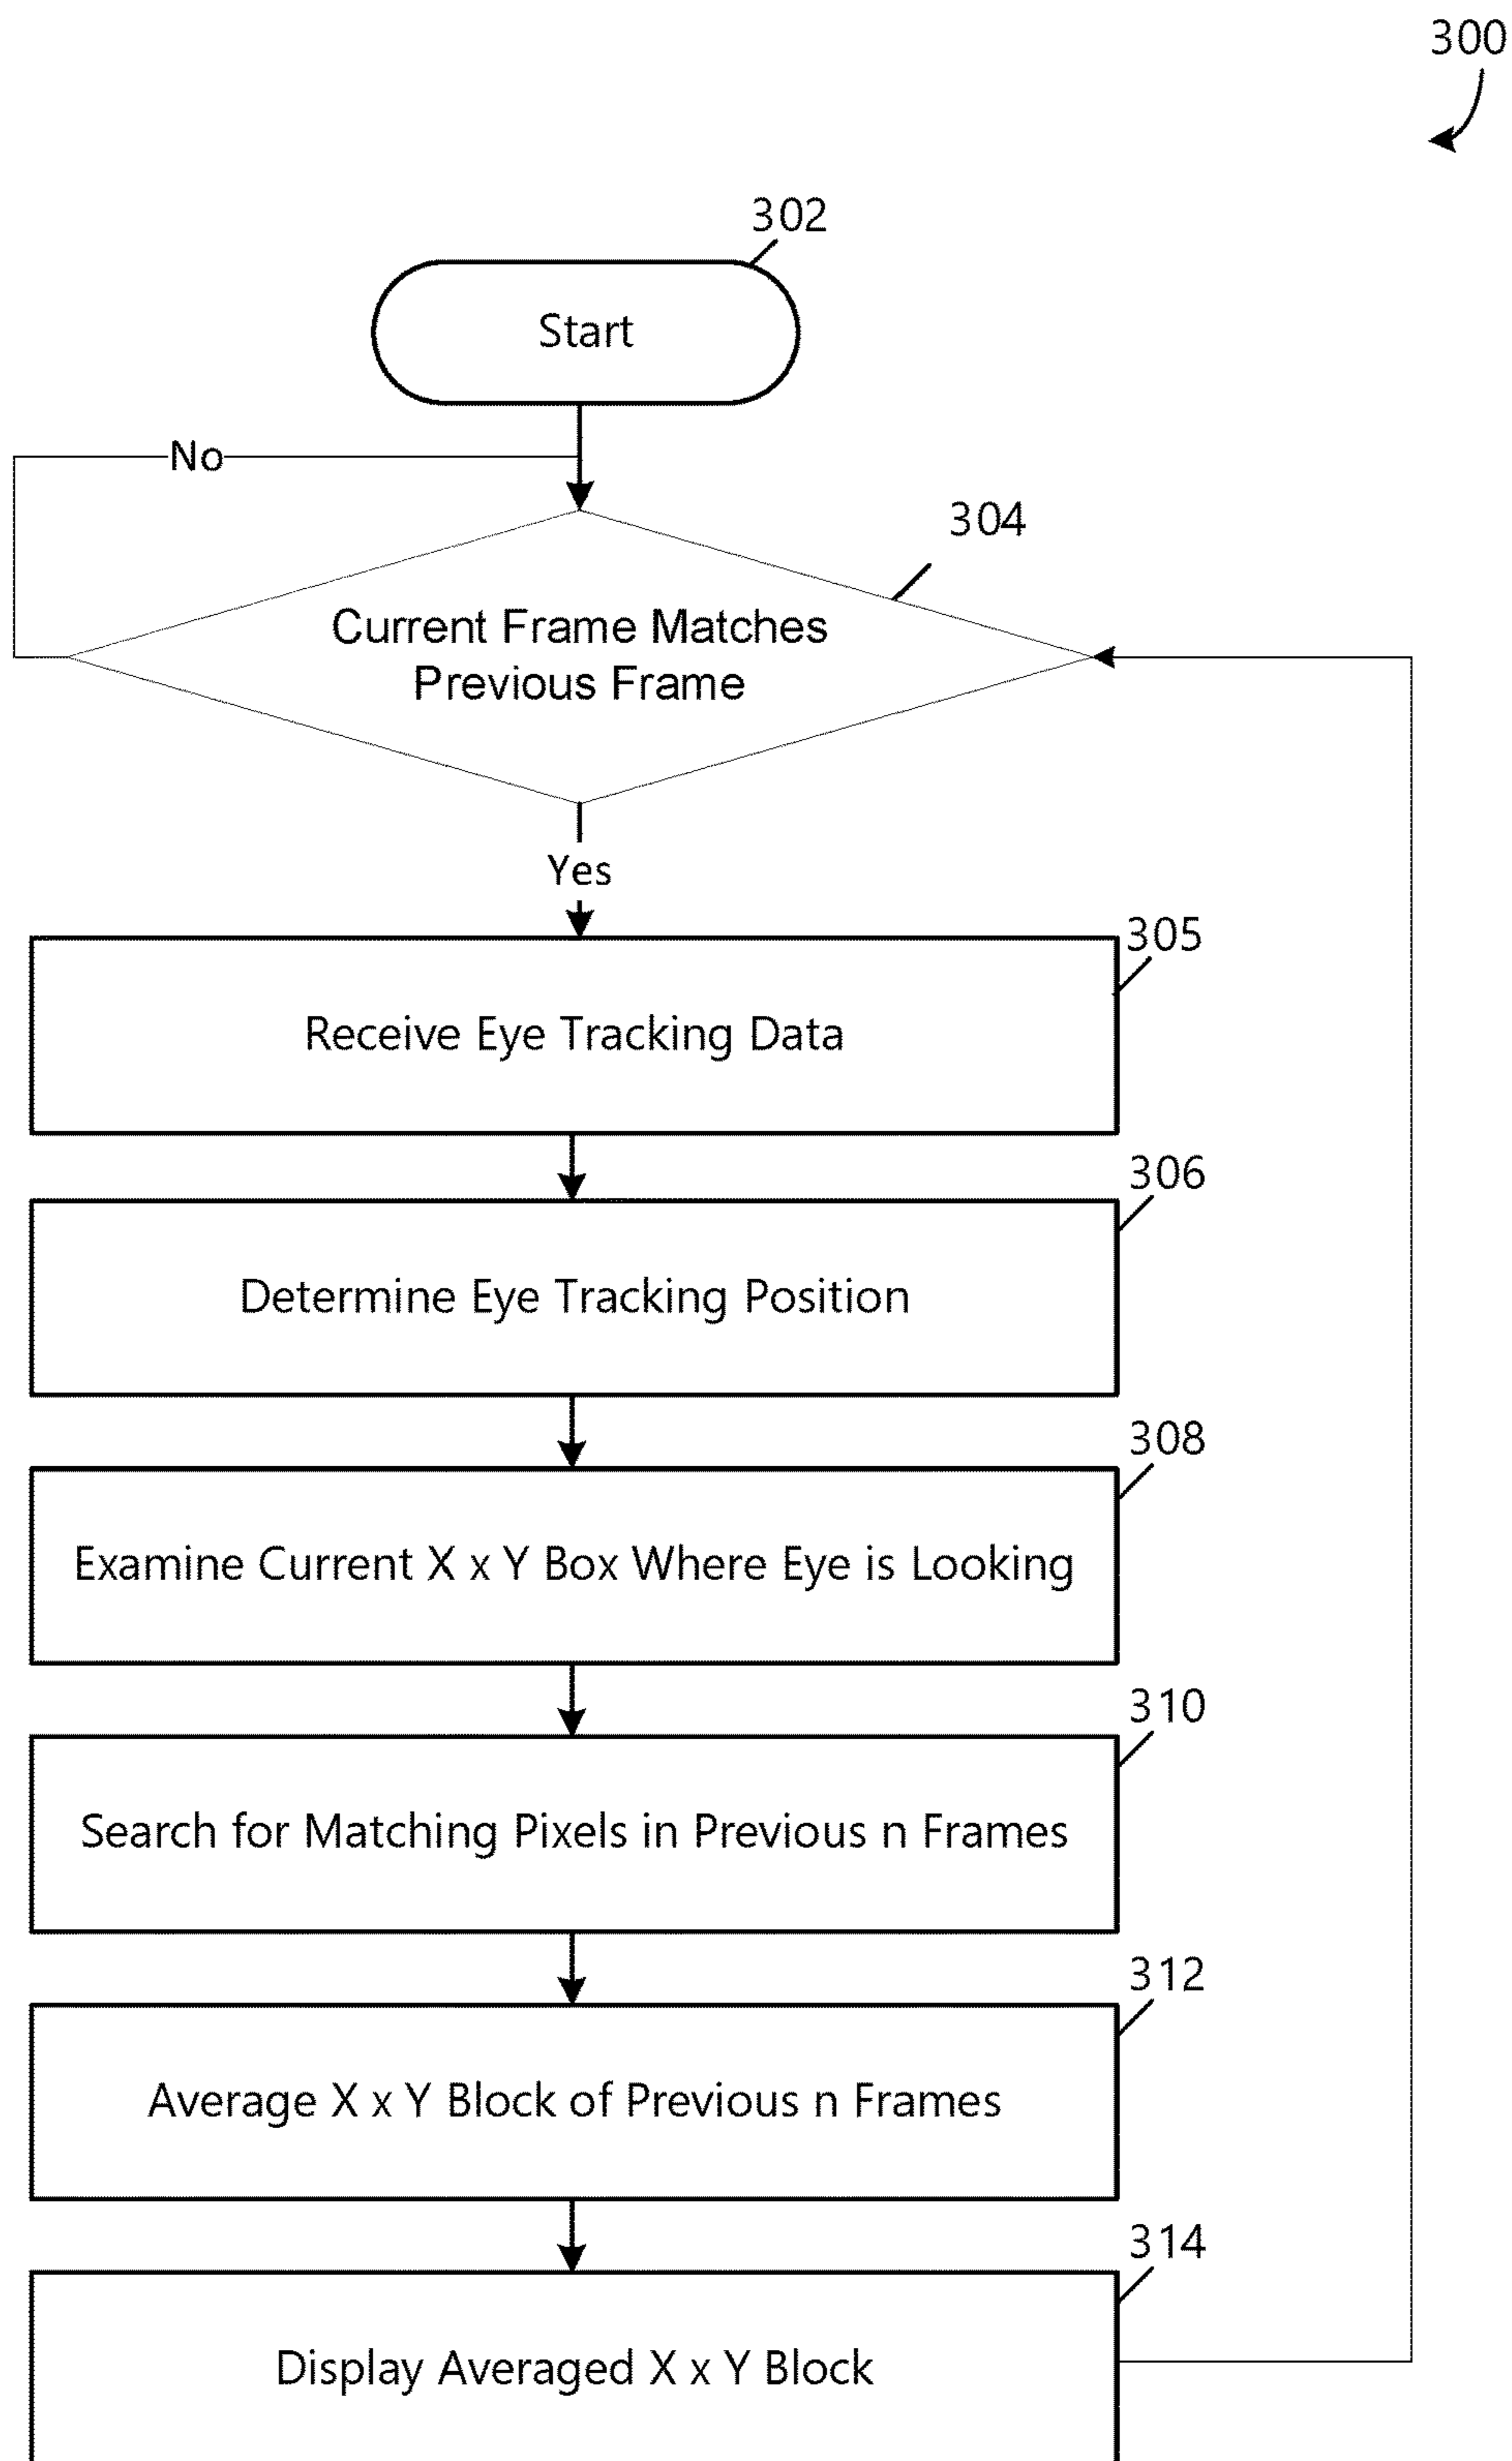 300
302
Start
No
304
Current Frame Matches
Previous Frame
Yes
305
Receive Eye Tracking Data
306
Determine Eye Tracking Position
308
Examine Current X x Y Box Where Eye is Looking
310
Search for Matching Pixels in Previous n Frames
312
Average X x Y Block of Previous n Frames
314
Display Averaged X x Y Block